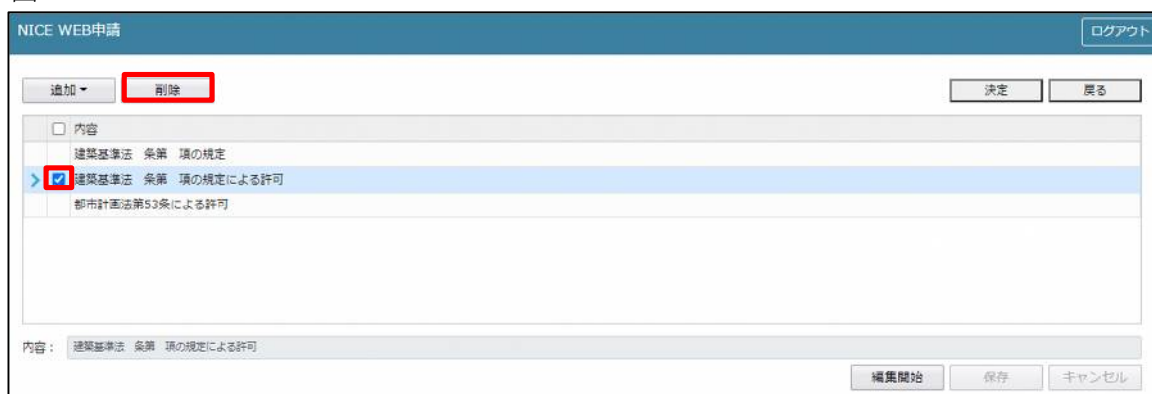 NICE WEB申請 ログアウト
追加 削除 決定 戻る
内容
建築基準法 条第 項の規定
建築基準法 条第 項の規定による許可
都市計画法第53条による許可
内容： 建築基準法 条第 項の規定による許可
編集開始 保存 キャンセル